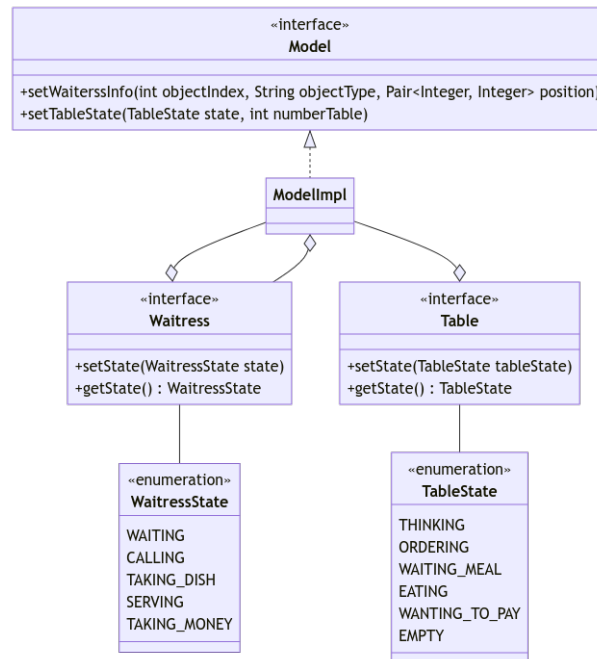 «interface»
Model
+setWaiterssInfo(int objectIndex, String objectType, Pair<Integer, Integer> position)
+setTableState(TableState state, int numberTable)
ModelImpl
«interface»
Waitress
+setState(WaitressState state)
+getState() : WaitressState
«interface»
Table
+setState(TableState tableState)
+getState() : TableState
«enumeration»
WaitressState
WAITING
CALLING
TAKING_DISH
SERVING
TAKING_MONEY
«enumeration»
TableState
THINKING
ORDERING
WAITING_MEAL
EATING
WANTING_TO_PAY
EMPTY